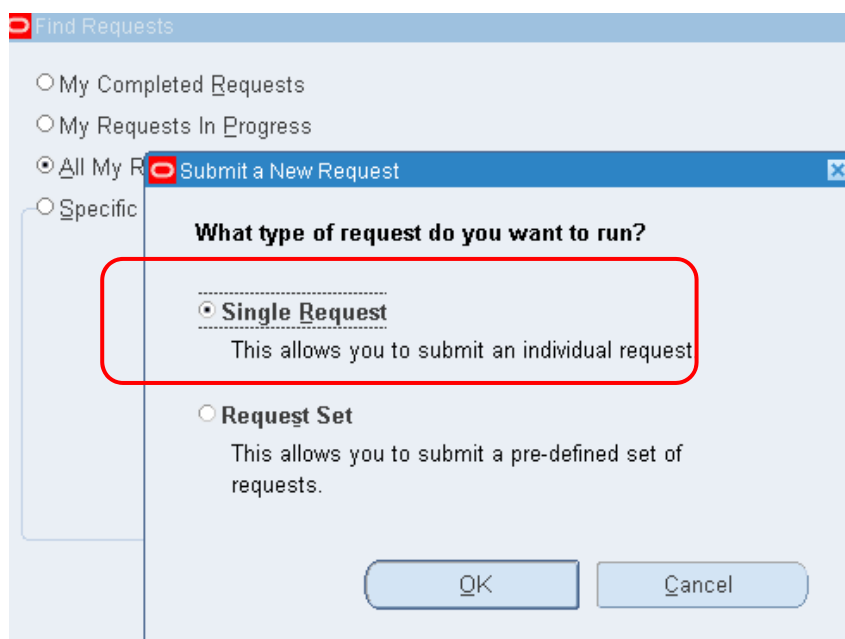 Find Requests
My Completed Requests
My Requests In Progress
All My R
Specific
Submit a New Request
What type of request do you want to run?
Single Request
This allows you to submit an individual request
Request Set
This allows you to submit a pre-defined set of
requests.
OK
Cancel